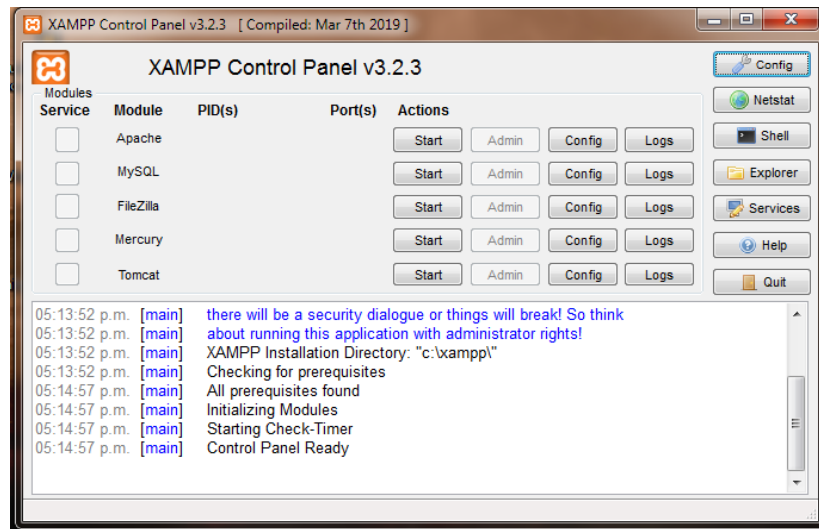 XAMPP Control Panel v3.2.3 [ Compiled: Mar 7th 2019 ]
XAMPP Control Panel v3.2.3
Config
Modules
Service Module PID(s) Port(s) Actions
Netstat
Apache Start Admin Config Logs
Shell
MySQL Start Admin Config Logs
Explorer
FileZilla Start Admin Config Logs
Services
Mercury Start Admin Config Logs
Help
Tomcat Start Admin Config Logs
Quit
05:13:52 p.m. [main] there will be a security dialogue or things will break! So think
05:13:52 p.m. [main] about running this application with administrator rights!
05:13:52 p.m. [main] XAMPP Installation Directory: "c:\xampp\"
05:13:52 p.m. [main] Checking for prerequisites
05:14:57 p.m. [main] All prerequisites found
05:14:57 p.m. [main] Initializing Modules
05:14:57 p.m. [main] Starting Check-Timer
05:14:57 p.m. [main] Control Panel Ready